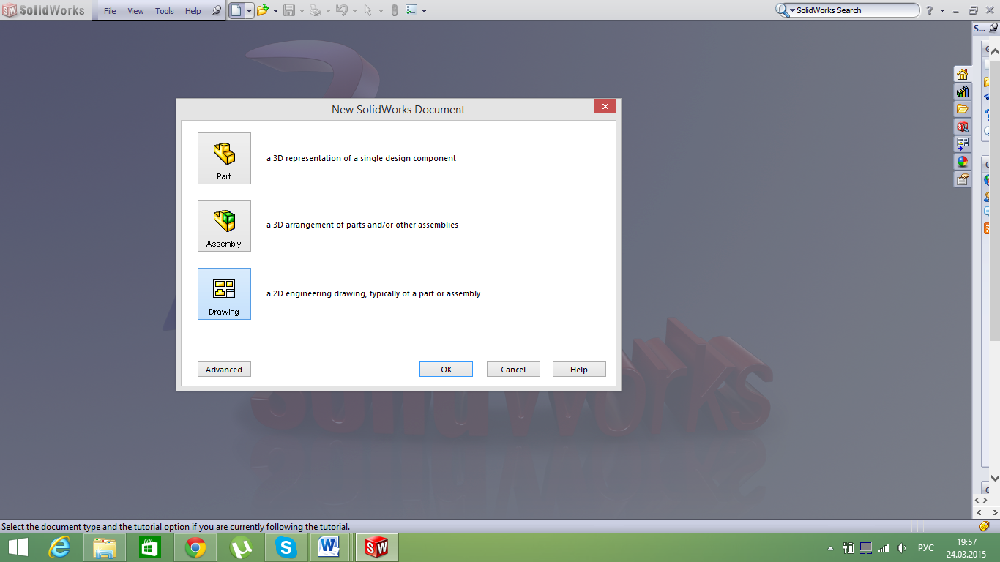 SolidWorks File View Tools Help SolidWorks Search ?
S...
New SolidWorks Document
Part
a 3D representation of a single design component
Assembly
a 3D arrangement of parts and/or other assemblies
Drawing
a 2D engineering drawing, typically of a part or assembly
Advanced OK Cancel Help
SolidWorks
Select the document type and the tutorial option if you are currently following the tutorial.
РУС
19:57
24.03.2015